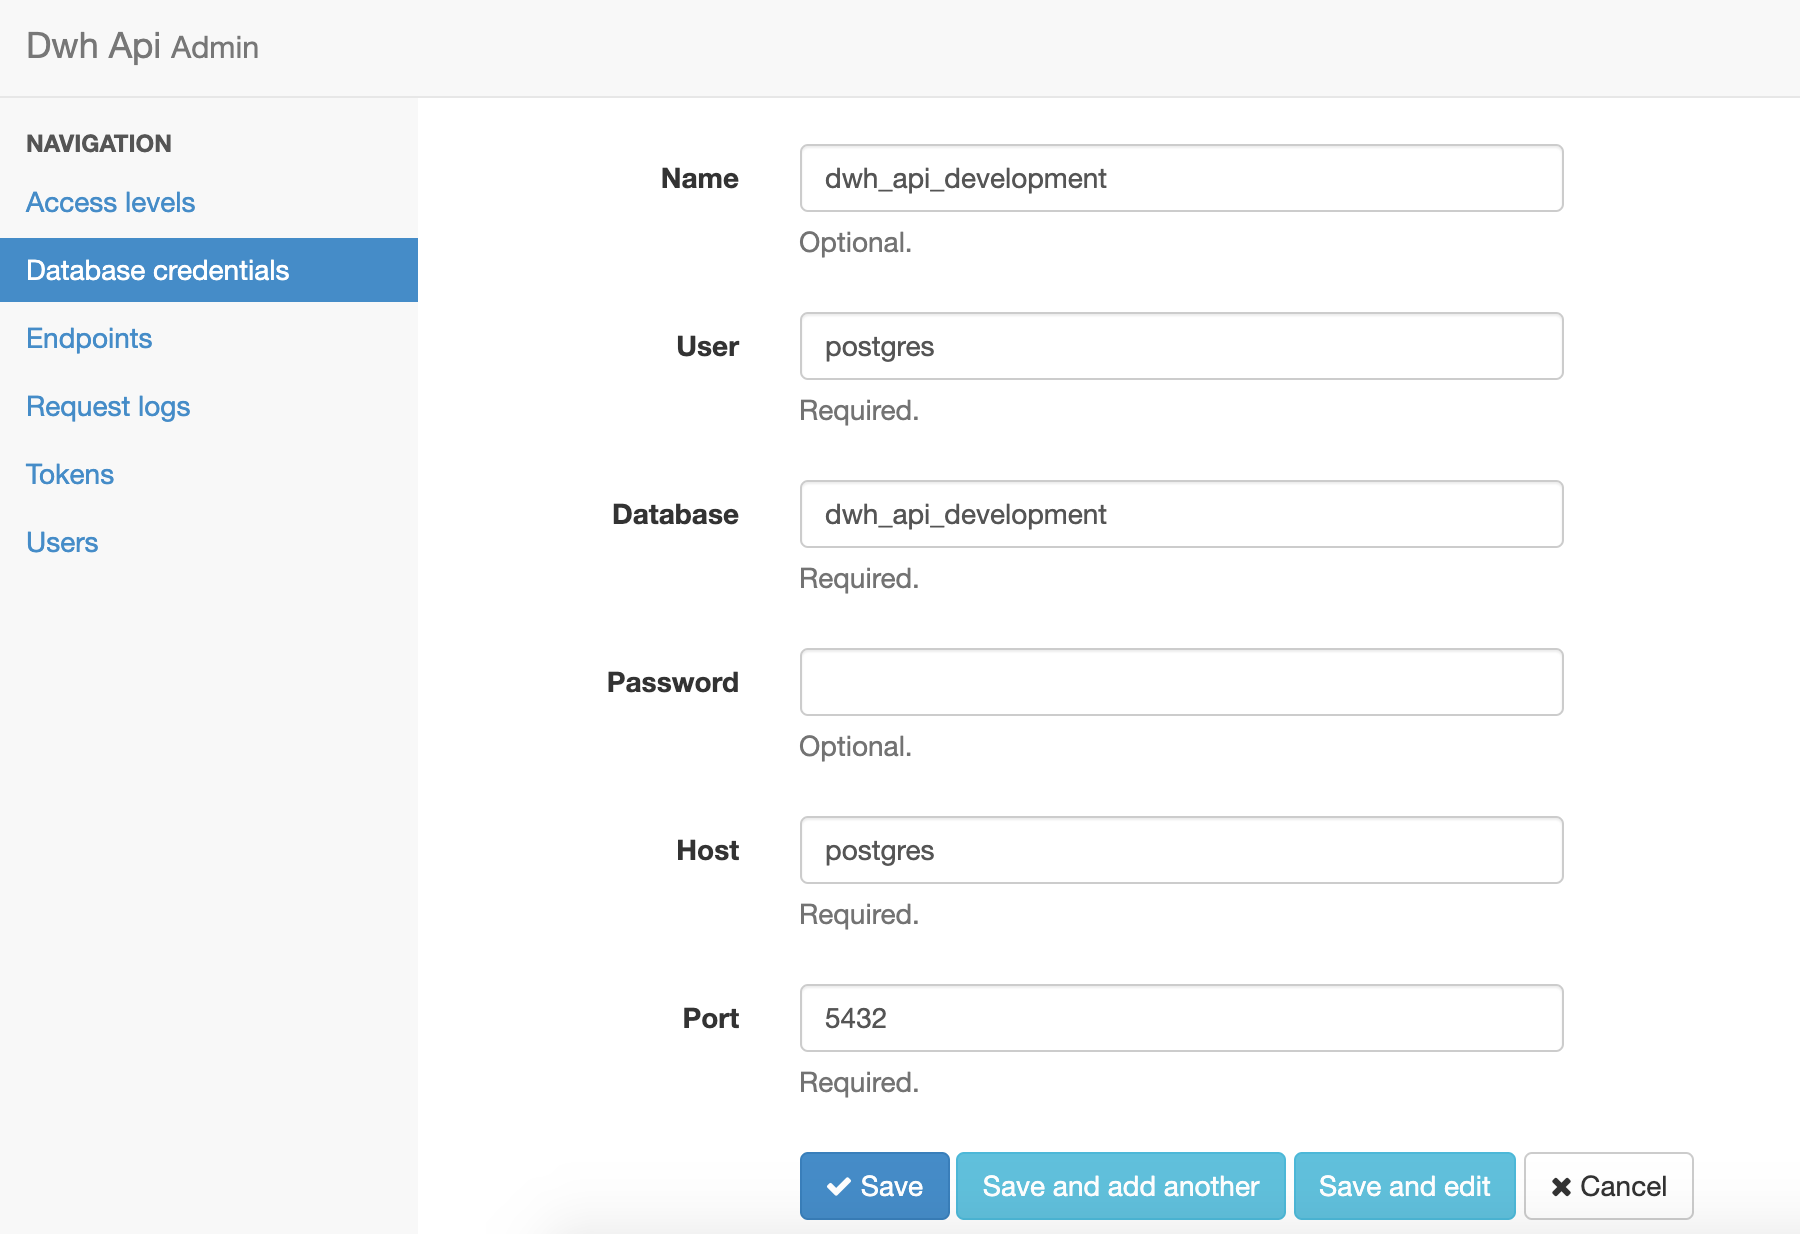 Dwh Api Admin
NAVIGATION
Access levels
Database credentials
Endpoints
Request logs
Tokens
Users
Name
dwh_api_development
Optional.
User
postgres
Required.
Database
dwh_api_development
Required.
Password
Optional.
Host
postgres
Required.
Port
5432
Required.
Save
Save and add another
Save and edit
Cancel